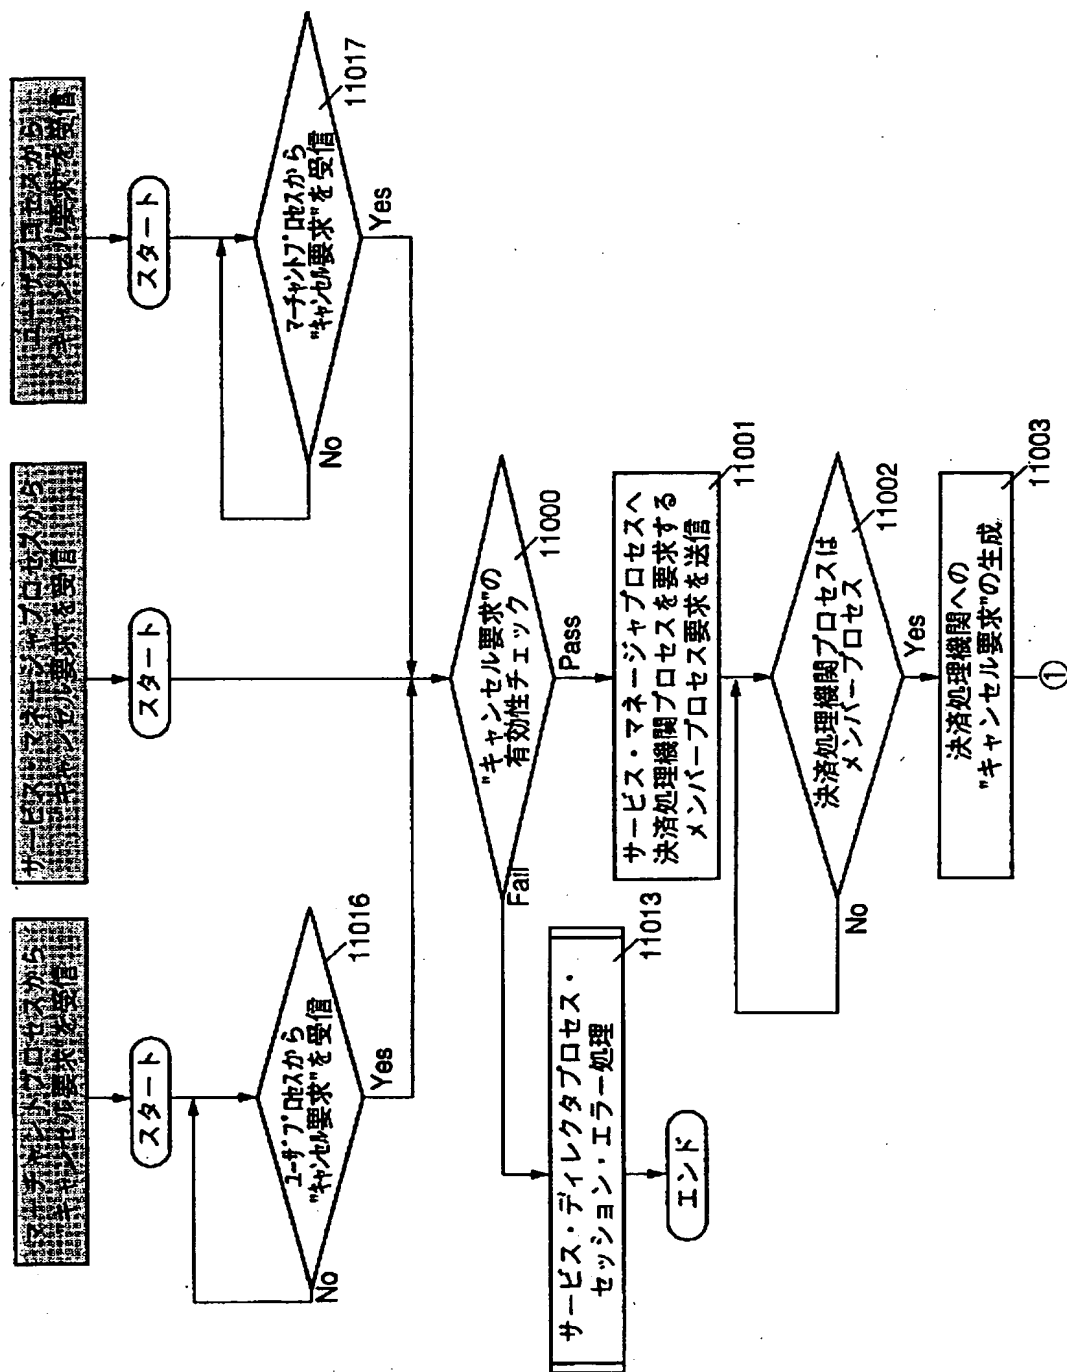 マーチャントプロセスから
"キャンセル要求"を受信
スタート
ユーザプロセスから
"キャンセル要求"を受信
11016
No
Yes
サービス・マネージャプロセスから
"キャンセル要求"を受信
スタート
ユーザプロセスから
"キャンセル要求"を受信
スタート
マーチャントプロセスから
"キャンセル要求"を受信
11017
No
Yes
"キャンセル要求"の
有効性チェック
11000
Fail
Pass
サービス・ディレクタプロセス・
セッション・エラー処理
11013
エンド
サービス・マネージャプロセスへ
決済処理機関プロセスを要求する
メンバープロセス要求を送信
11001
決済処理機関プロセスは
メンバープロセス
11002
No
Yes
決済処理機関への
"キャンセル要求"の生成
11003
①